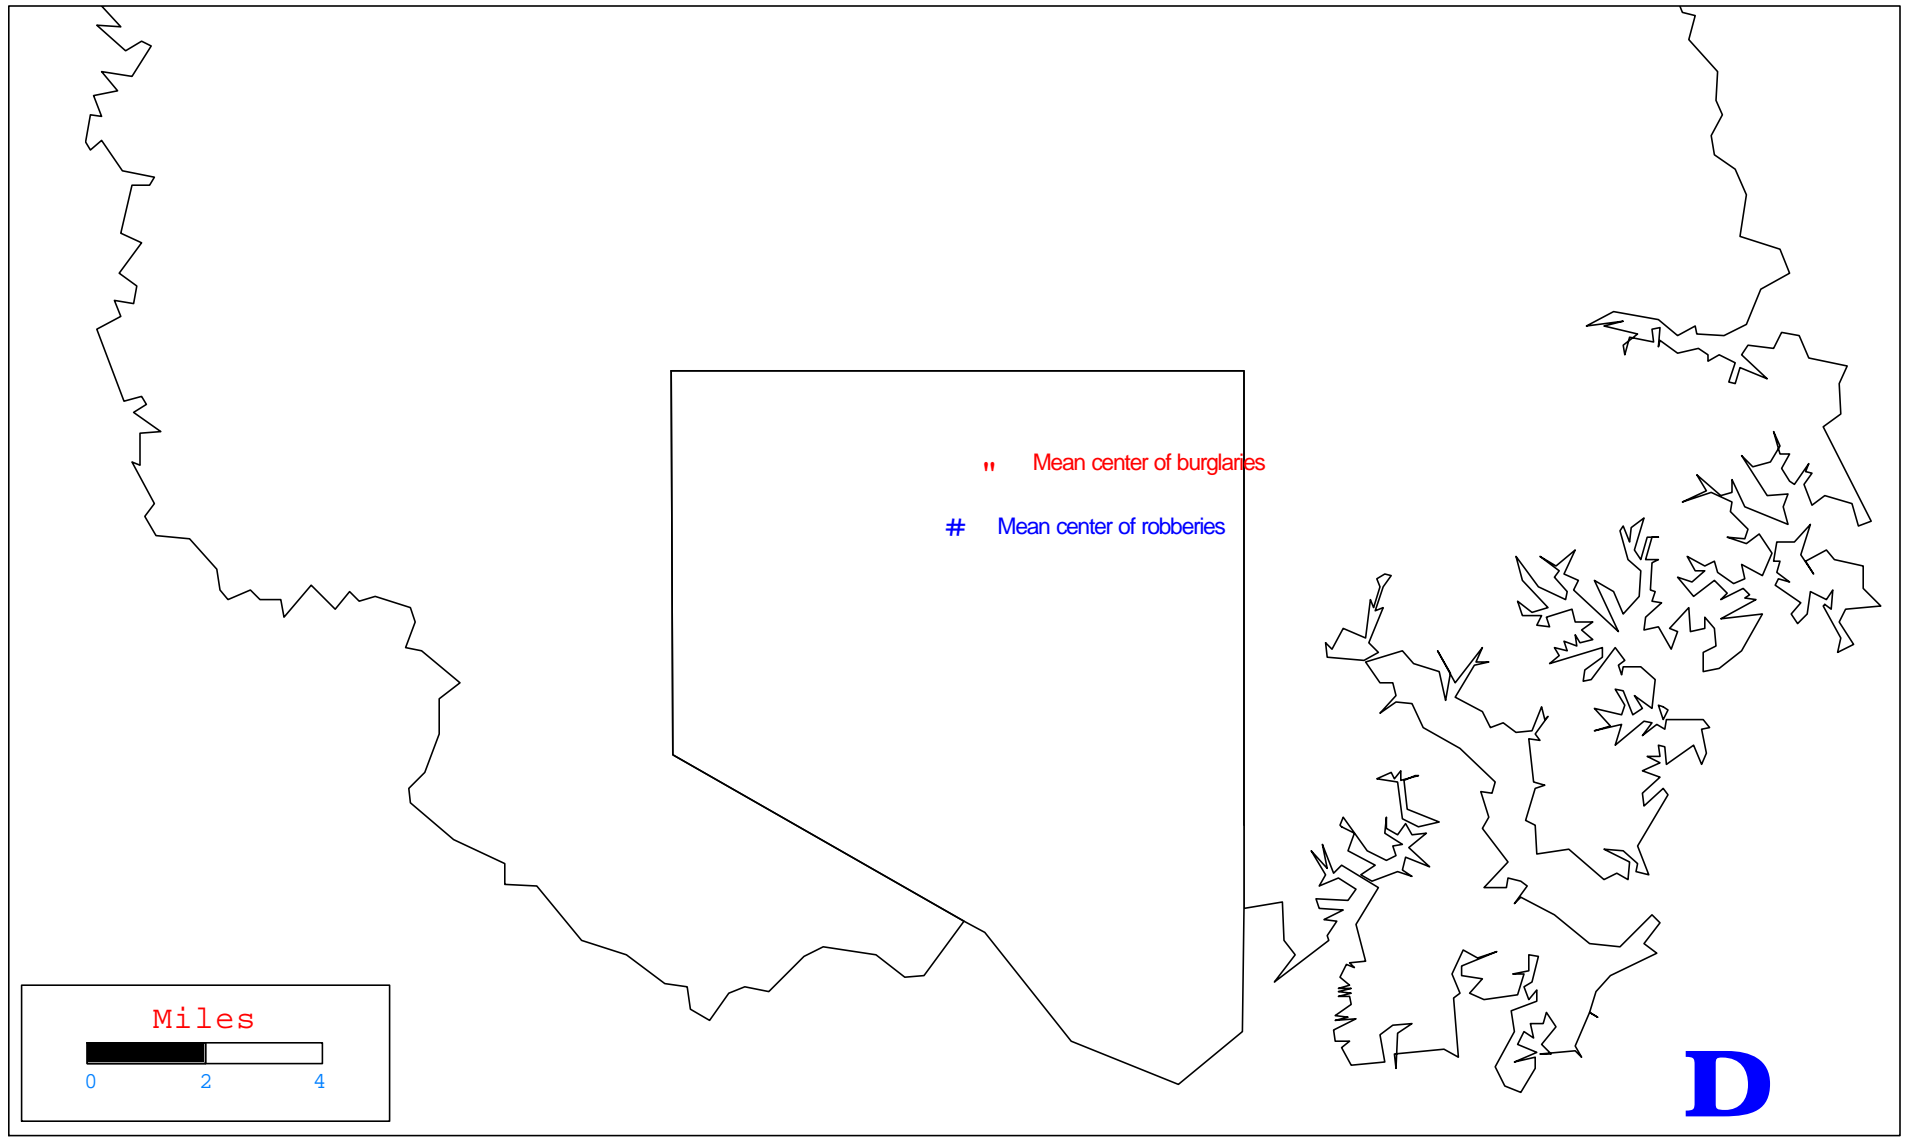 " Mean center of burglaries
# Mean center of robberies
Miles
0 2 4
D